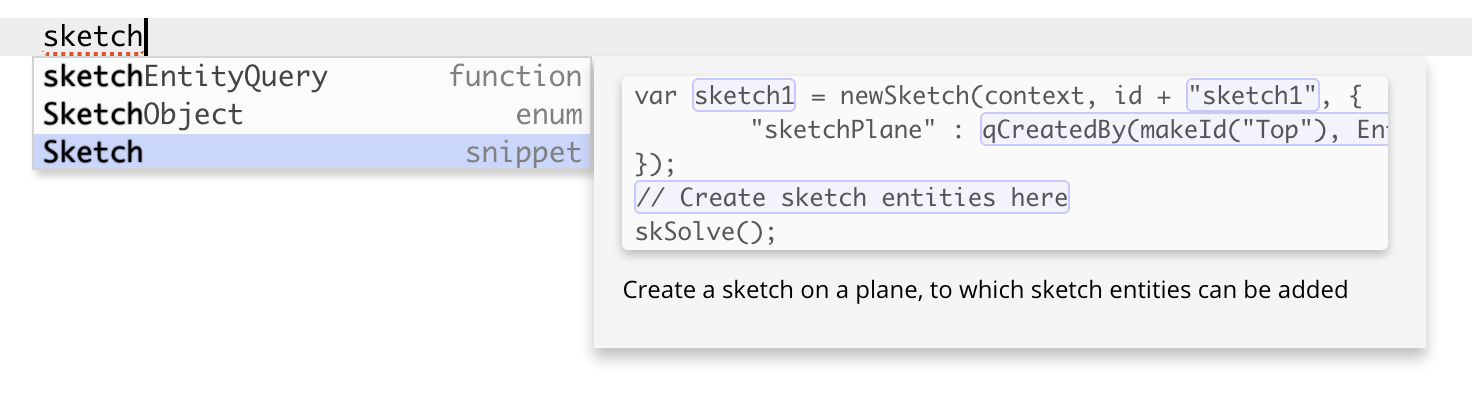 sketch
sketchEntityQuery function
SketchObject enum
Sketch snippet
var sketch1 = newSketch(context, id + "sketch1", {
"sketchPlane" : qCreatedBy(makeId("Top"), En
});
// Create sketch entities here
skSolve();
Create a sketch on a plane, to which sketch entities can be added